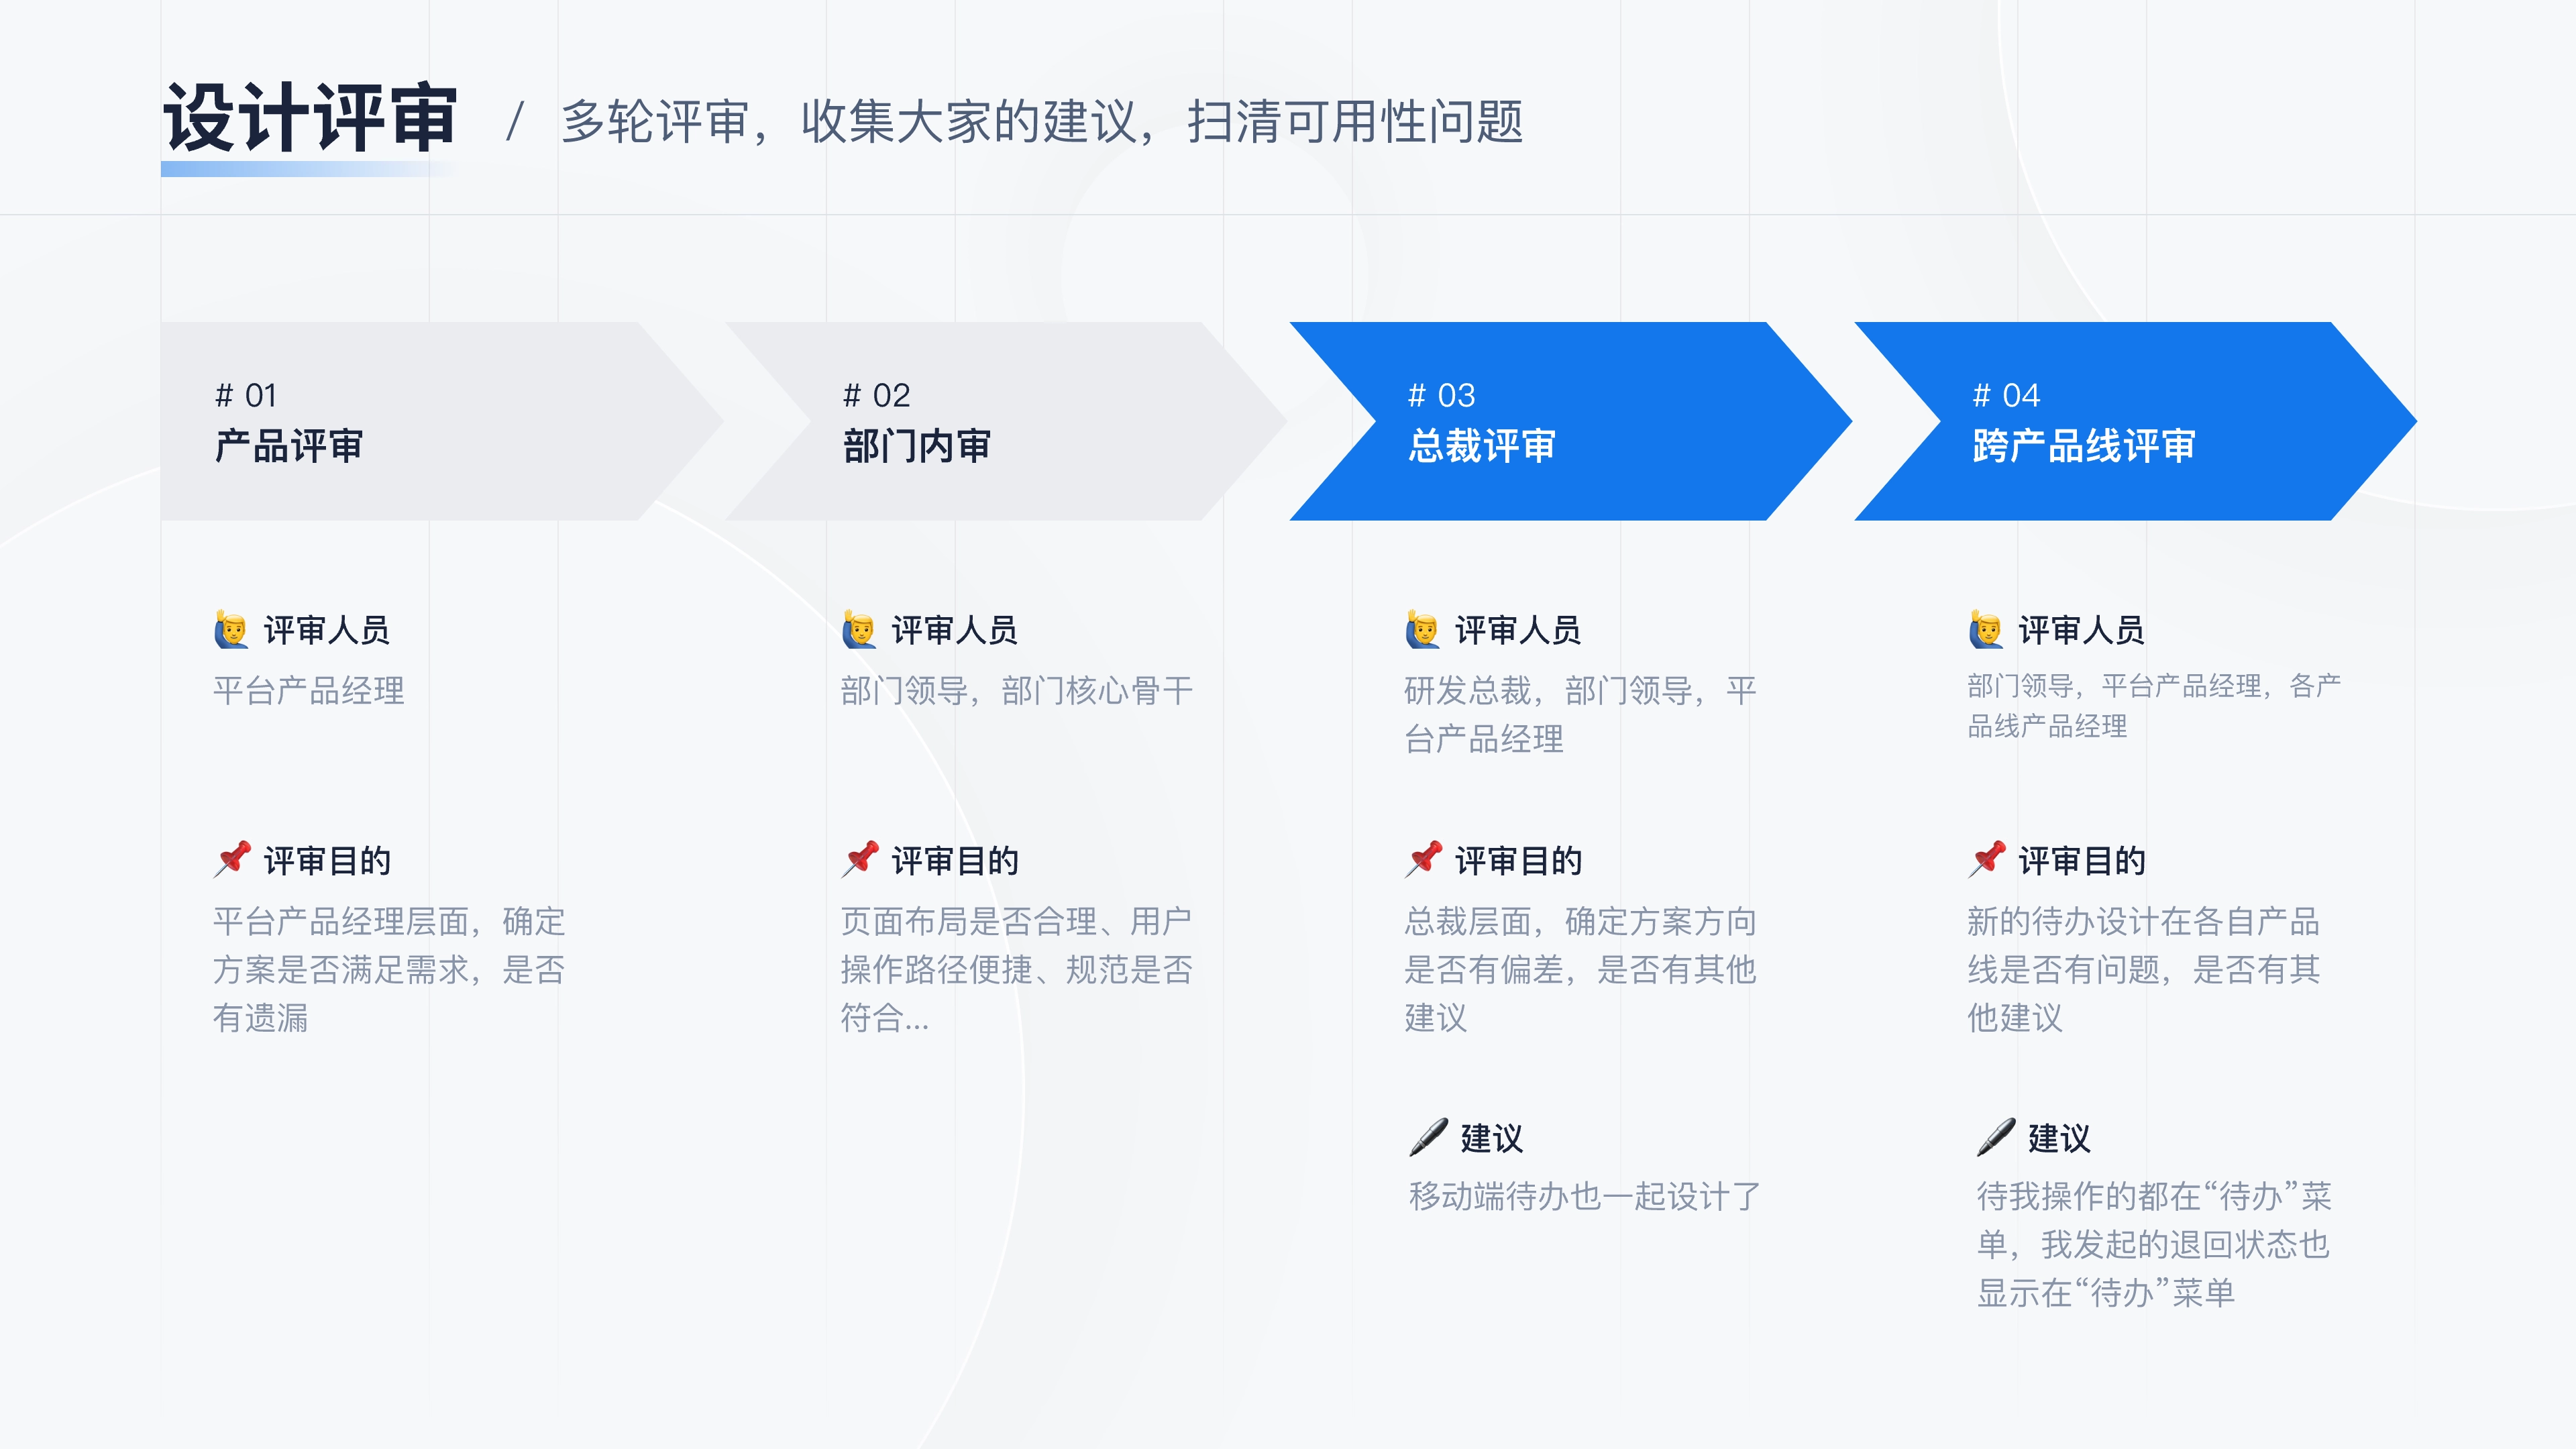 设计评审 / 多轮评审，收集大家的建议，扫清可用性问题
# 01
产品评审
# 02
部门内审
# 03
总裁评审
# 04
跨产品线评审
评审人员
平台产品经理
评审目的
平台产品经理层面，确定
方案是否满足需求，是否
有遗漏
评审人员
部门领导，部门核心骨干
评审目的
页面布局是否合理、用户
操作路径便捷、规范是否
符合...
评审人员
研发总裁，部门领导，平
台产品经理
评审目的
总裁层面，确定方案方向
是否有偏差，是否有其他
建议
建议
移动端待办也一起设计了
评审人员
部门领导，平台产品经理，各产
品线产品经理
评审目的
新的待办设计在各自产品
线是否有问题，是否有其
他建议
建议
待我操作的都在“待办”菜
单，我发起的退回状态也
显示在“待办”菜单